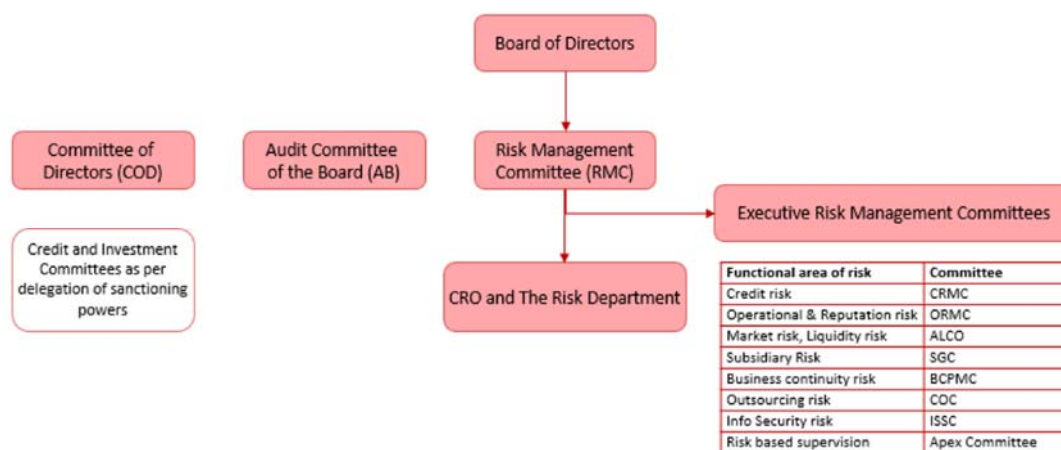 Board of Directors
Committee of
Directors (COD)
Audit Committee
of the Board (AB)
Risk Management
Committee (RMC)
Executive Risk Management Committees
Credit and Investment
Committees as per
delegation of sanctioning
powers
CRO and The Risk Department
Functional area of risk Committee
Credit risk CRMC
Operational & Reputation risk ORMC
Market risk, Liquidity risk ALCO
Subsidiary Risk SGC
Business continuity risk BCPMC
Outsourcing risk COC
Info Security risk ISSC
Risk based supervision Apex Committee